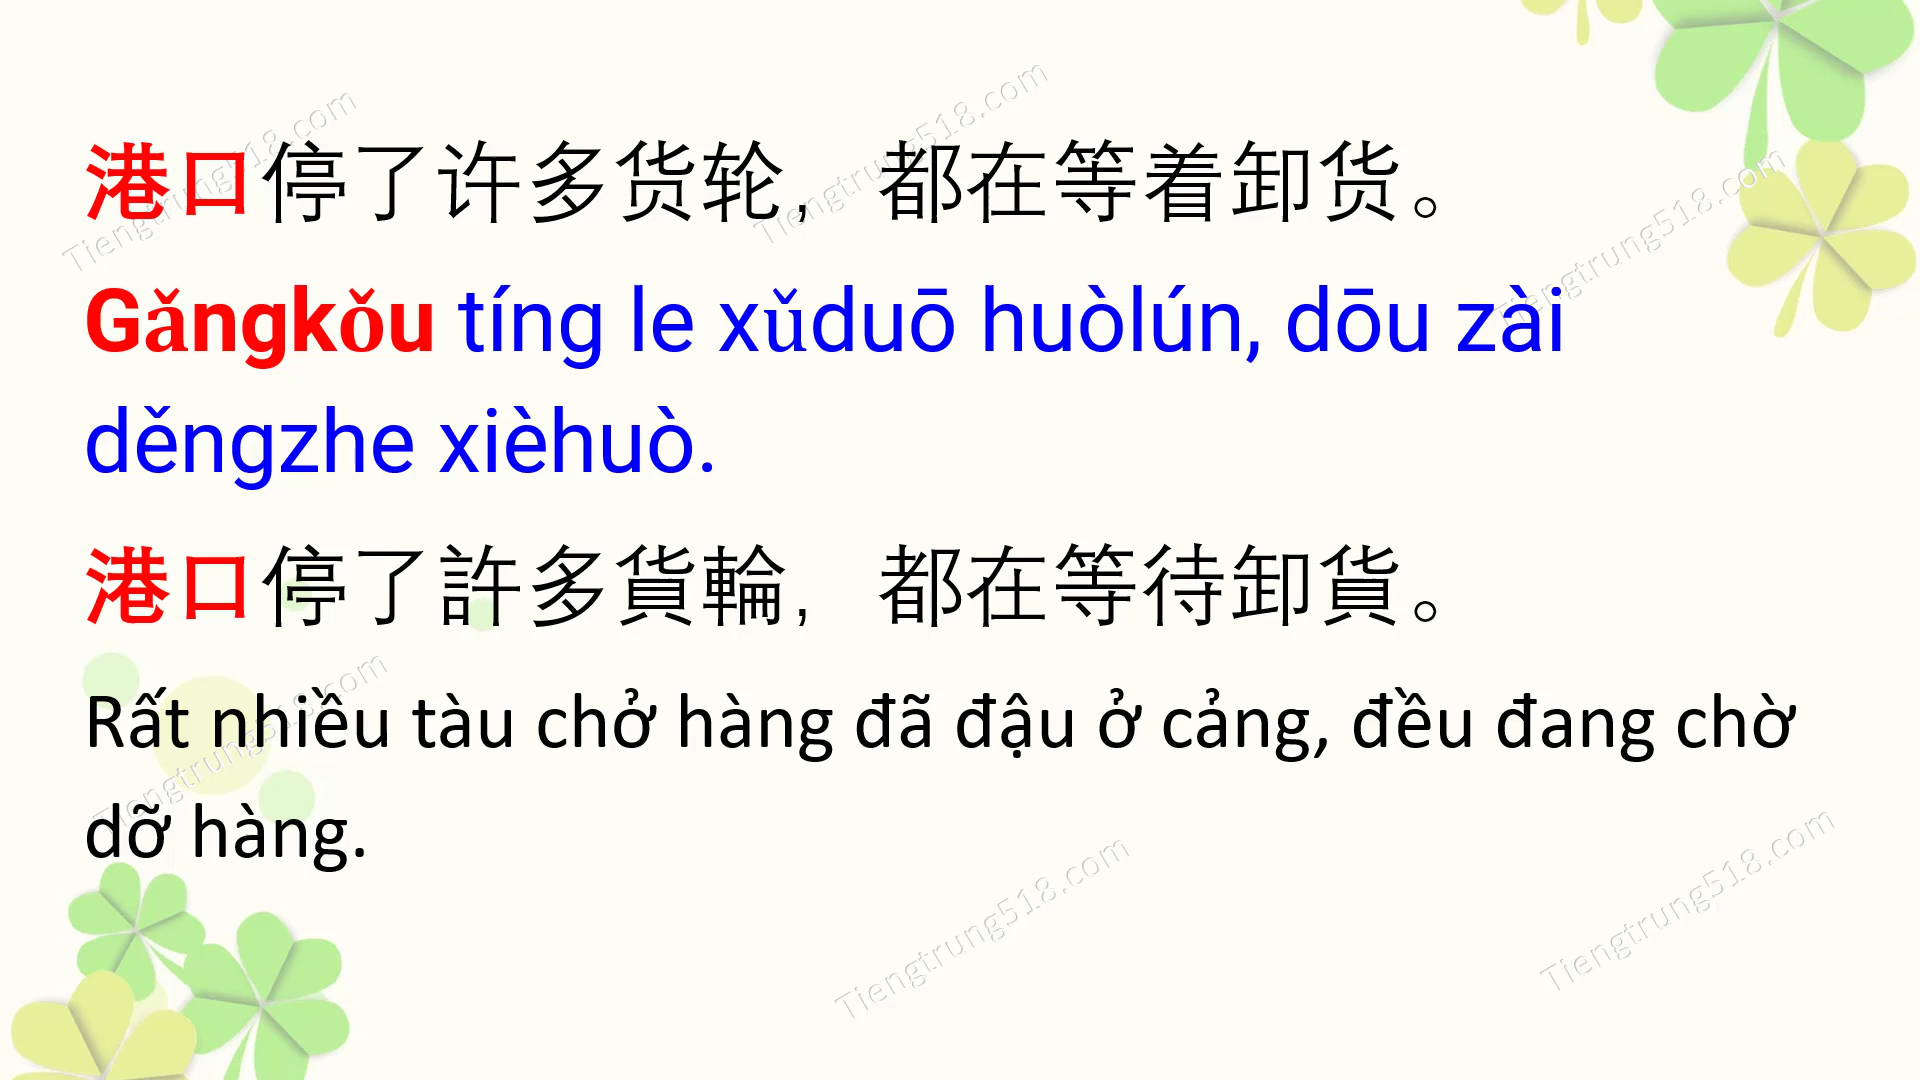 港口停了许多货轮，都在等着卸货。
Gǎngkǒu tíng le xǔduō huòlún, dōu zài
děngzhe xièhuò.
港口停了許多貨輪，都在等待卸貨。
Rất nhiều tàu chở hàng đã đậu ở cảng, đều đang chờ
dỡ hàng.
Tiengtrung518.com
Tiengtrung518.com
Tiengtrung518.com
Tiengtrung518.com
Tiengtrung518.com
Tiengtrung518.com